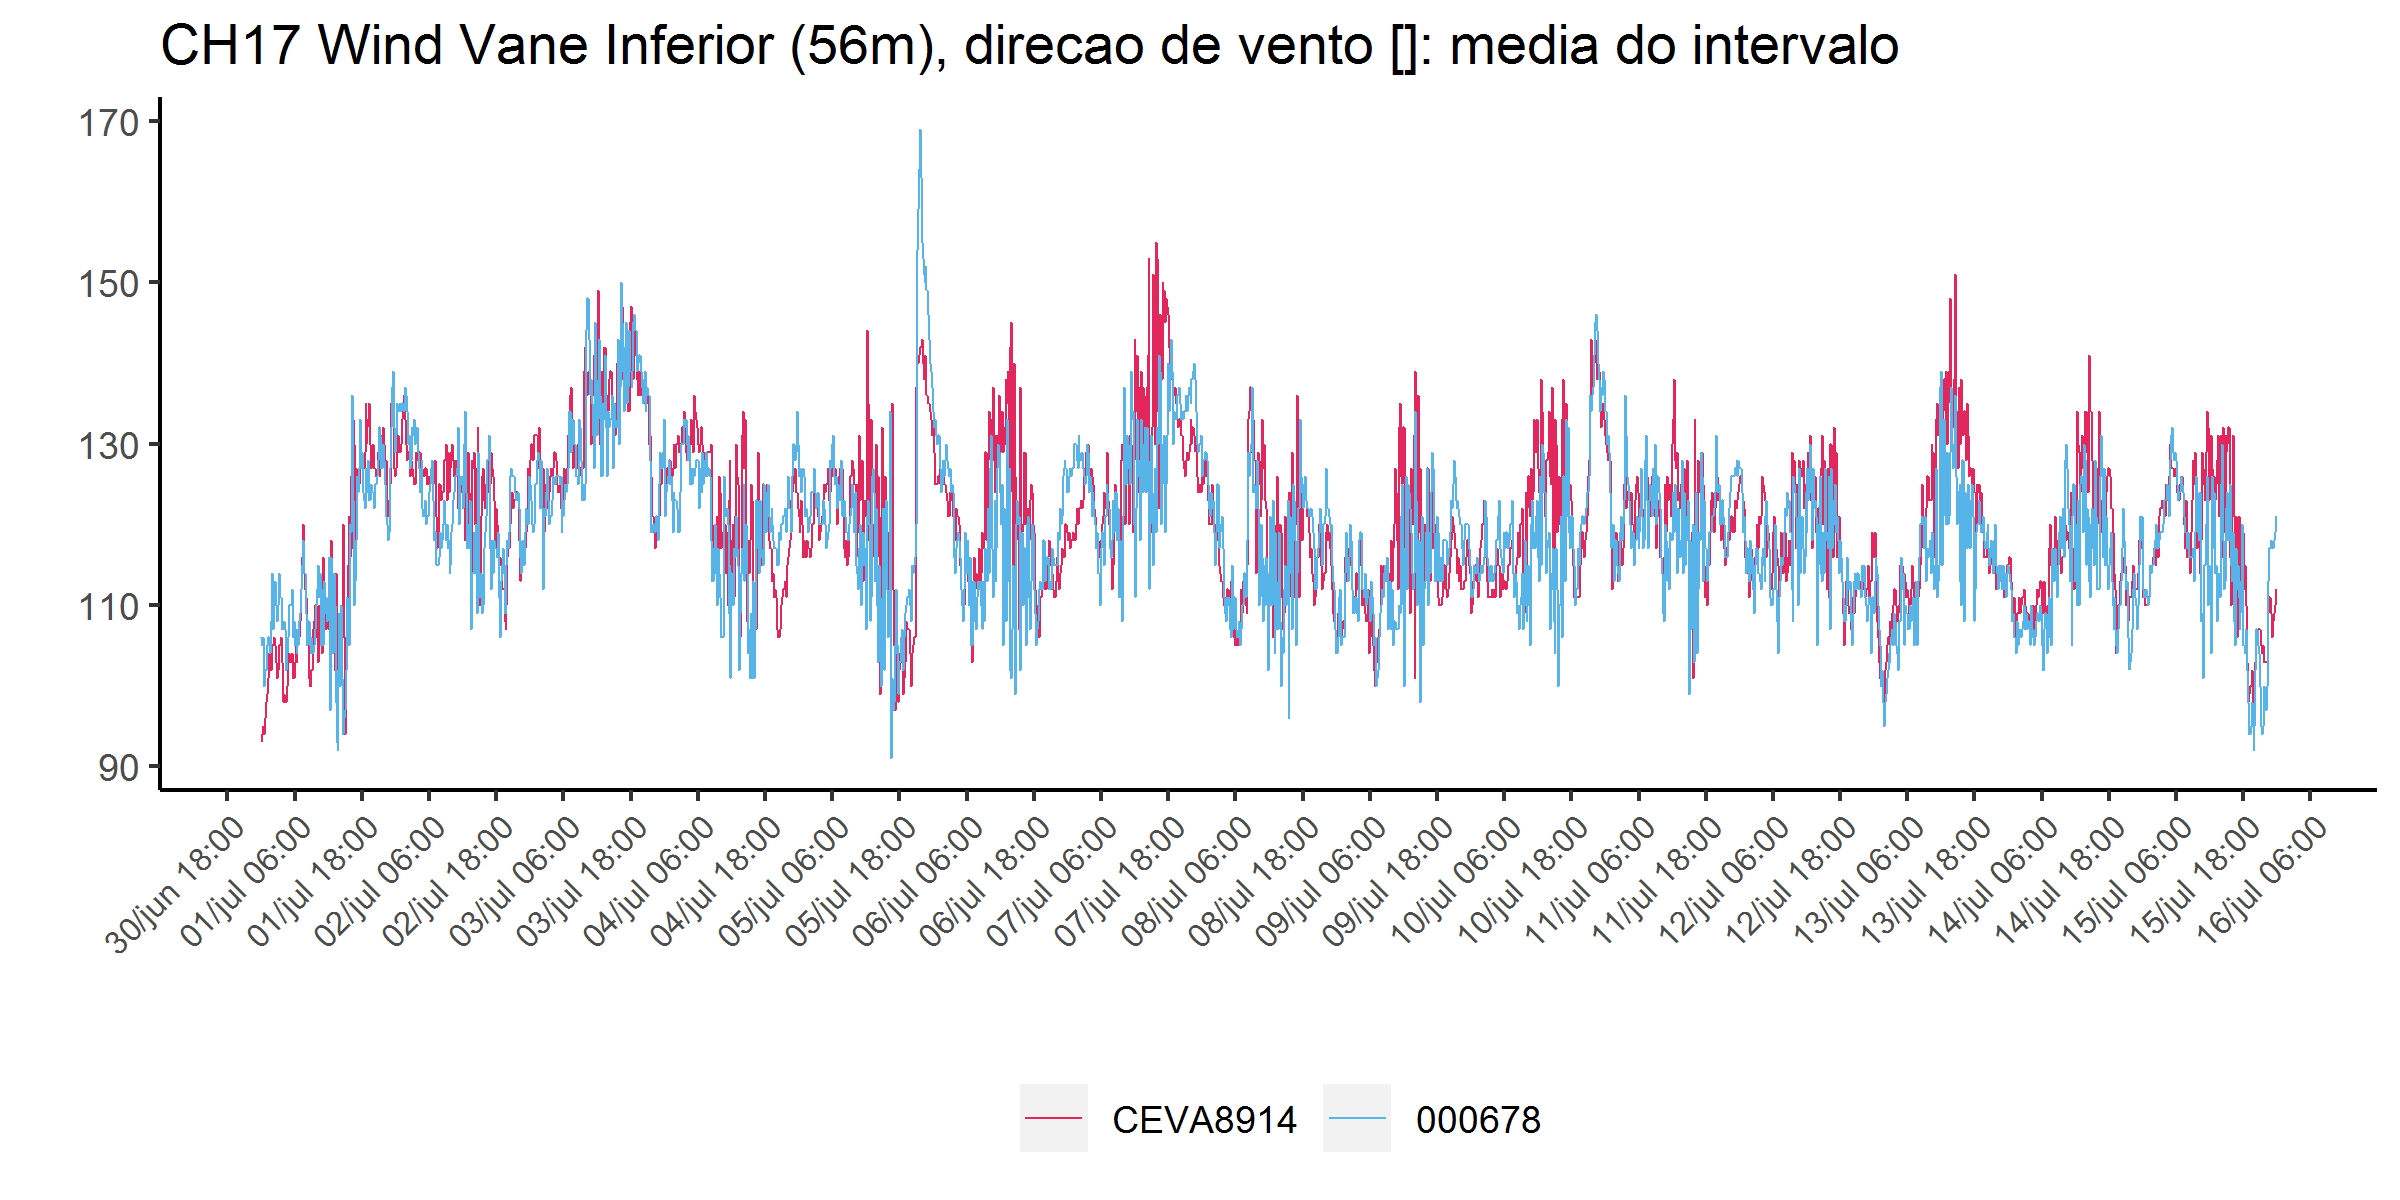 CH17 Wind Vane Inferior (56m), direcao de vento []: media do intervalo
170
150
130
110
90
30/jun 18:00
01/jul 06:00
01/jul 18:00
02/jul 06:00
02/jul 18:00
03/jul 06:00
03/jul 18:00
04/jul 06:00
04/jul 18:00
05/jul 06:00
05/jul 18:00
06/jul 06:00
06/jul 18:00
07/jul 06:00
07/jul 18:00
08/jul 06:00
08/jul 18:00
09/jul 06:00
09/jul 18:00
10/jul 06:00
10/jul 18:00
11/jul 06:00
11/jul 18:00
12/jul 06:00
12/jul 18:00
13/jul 06:00
13/jul 18:00
14/jul 06:00
14/jul 18:00
15/jul 06:00
15/jul 18:00
16/jul 06:00
CEVA8914
000678